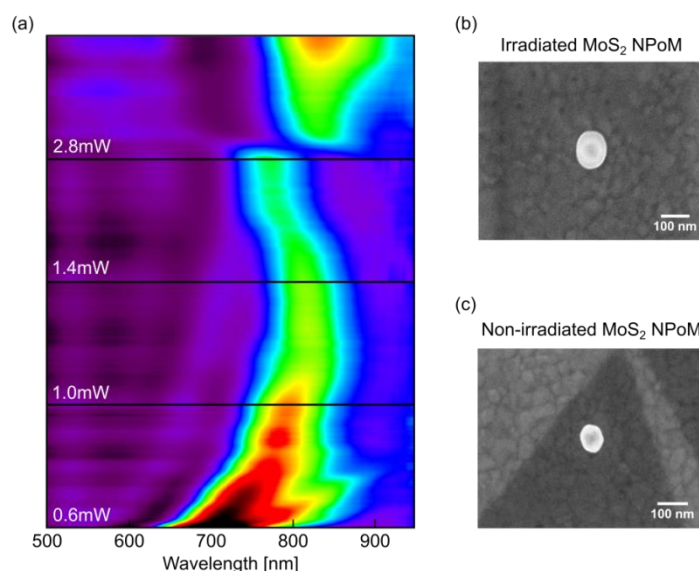 (a)
2.8mW
1.4mW
1.0mW
0.6mW
500 600 700 800 900
Wavelength [nm]
(b)
Irradiated MoS₂ NPoM
100 nm
(c)
Non-irradiated MoS₂ NPoM
100 nm